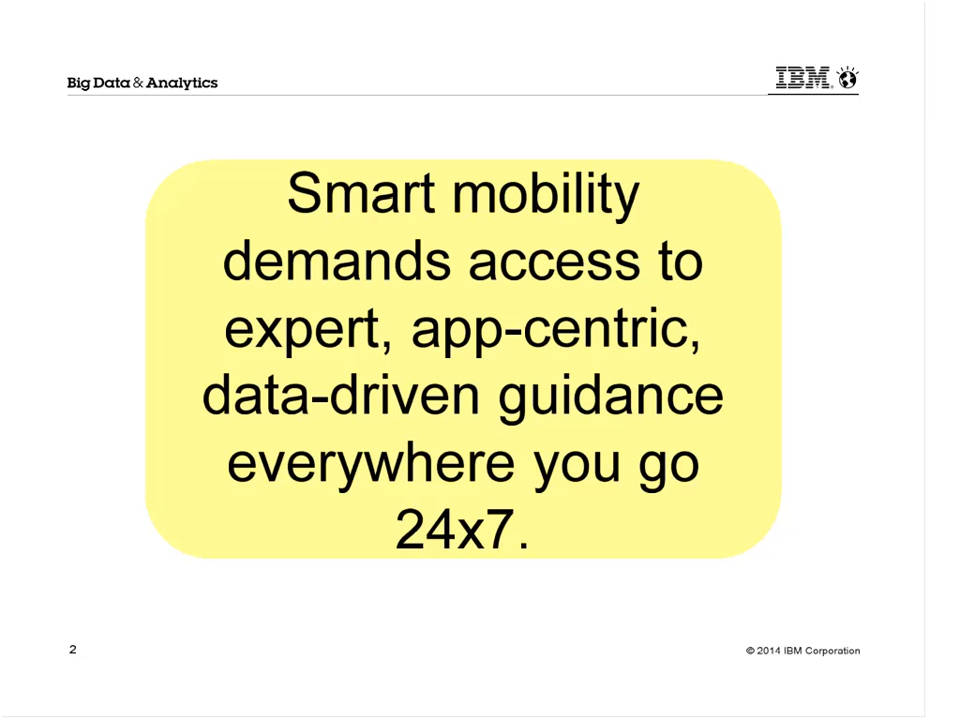 Big Data & Analytics
IBM
Smart mobility
demands access to
expert, app-centric,
data-driven guidance
everywhere you go
24x7.
2
© 2014 IBM Corporation